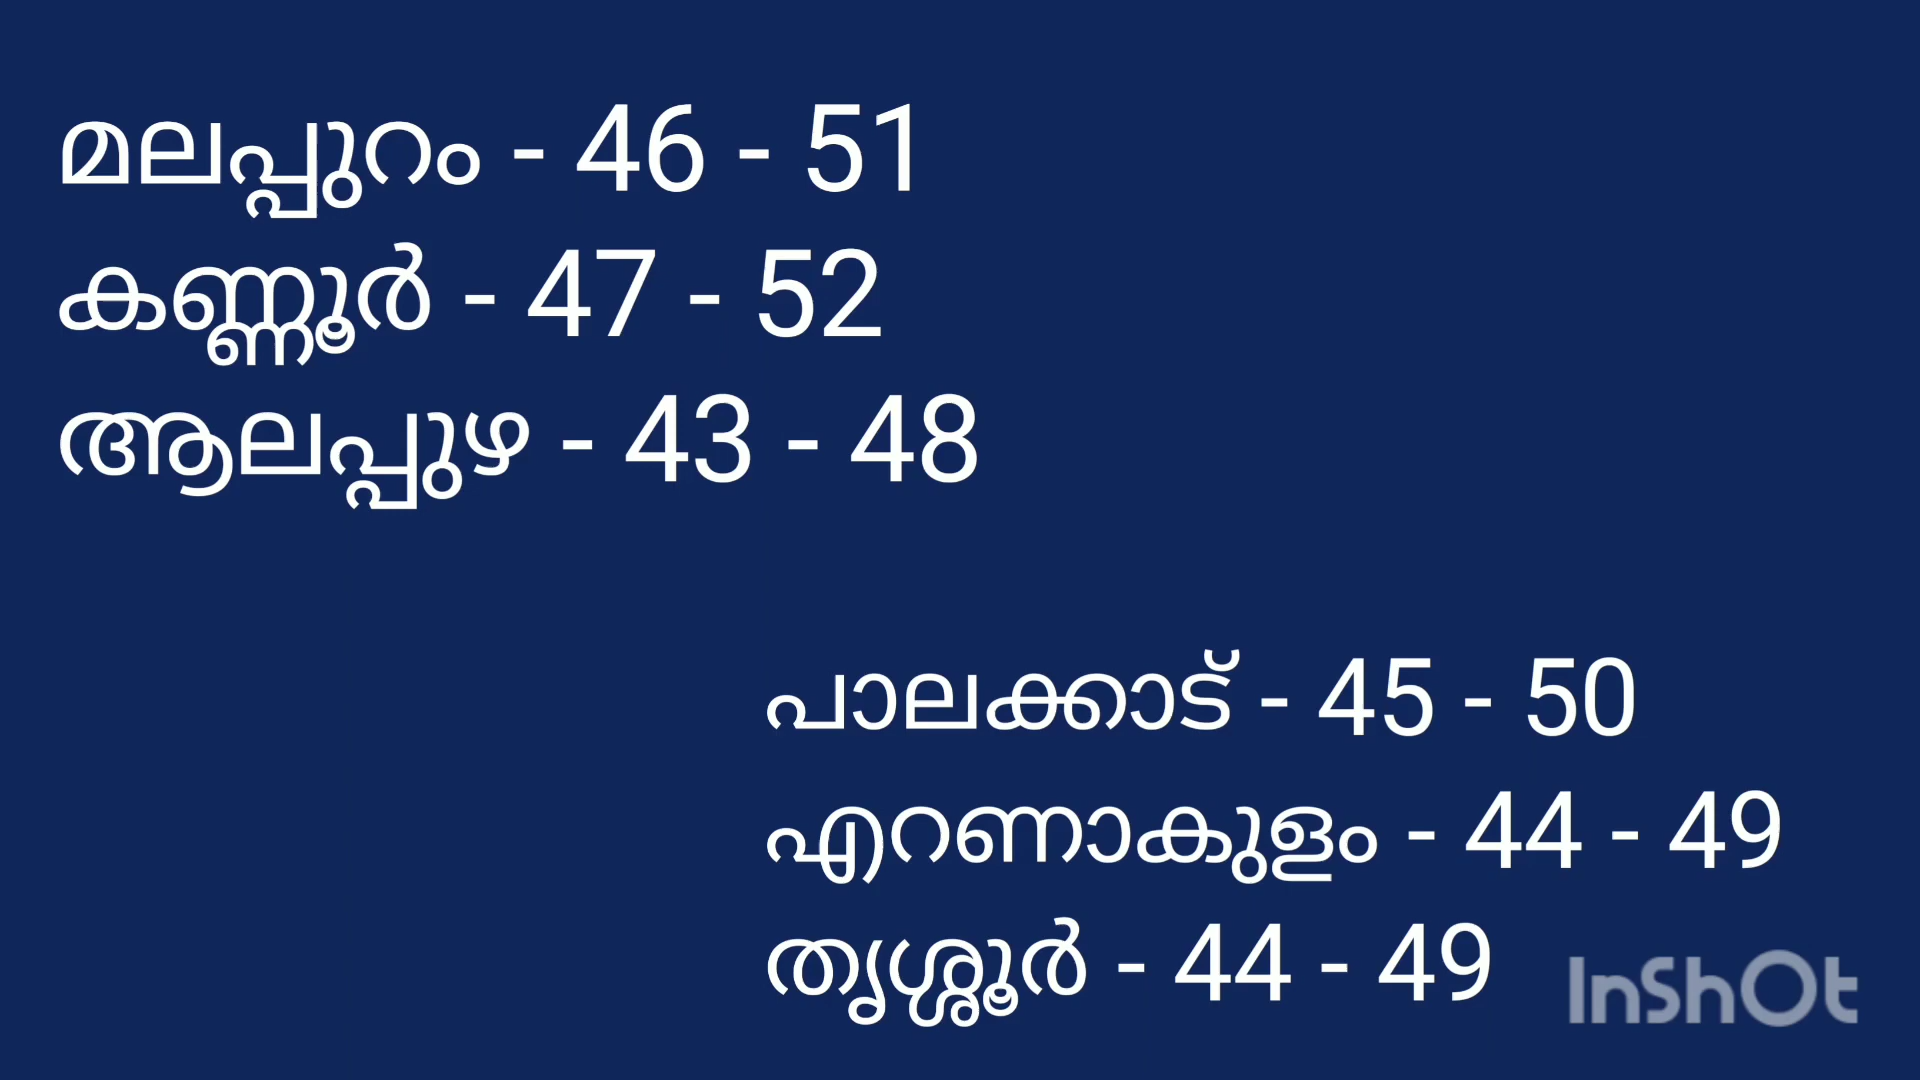 മലപ്പുറം - 46 - 51
കണ്ണൂർ - 47 - 52
ആലപ്പുഴ - 43 - 48
പാലക്കാട് - 45 - 50
എറണാകുളം - 44 - 49
തൃശ്ശൂർ - 44 - 49
InShOt